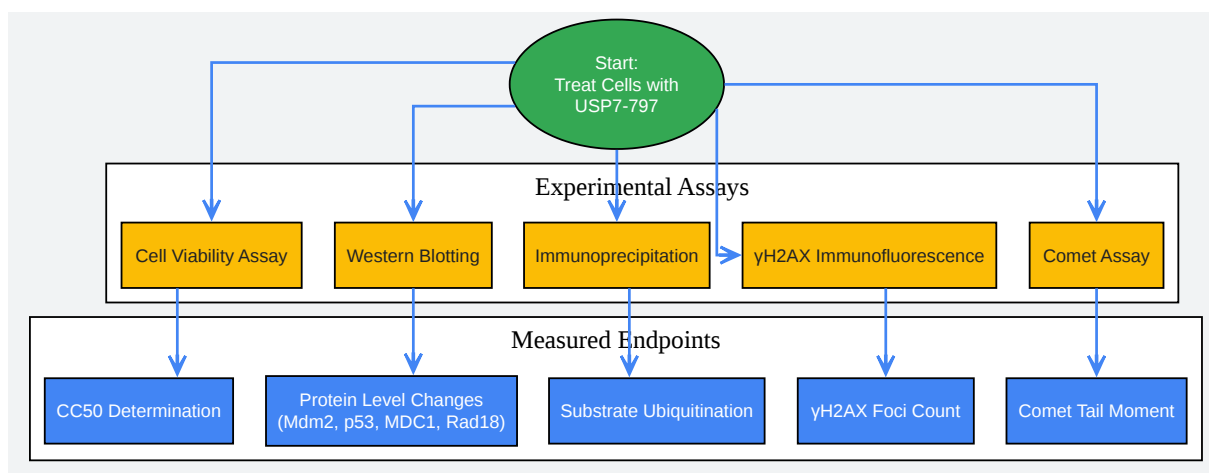 Start:
Treat Cells with
USP7-797
Experimental Assays
Cell Viability Assay
Western Blotting
Immunoprecipitation
γH2AX Immunofluorescence
Comet Assay
Measured Endpoints
CC50 Determination
Protein Level Changes
(Mdm2, p53, MDC1, Rad18)
Substrate Ubiquitination
γH2AX Foci Count
Comet Tail Moment